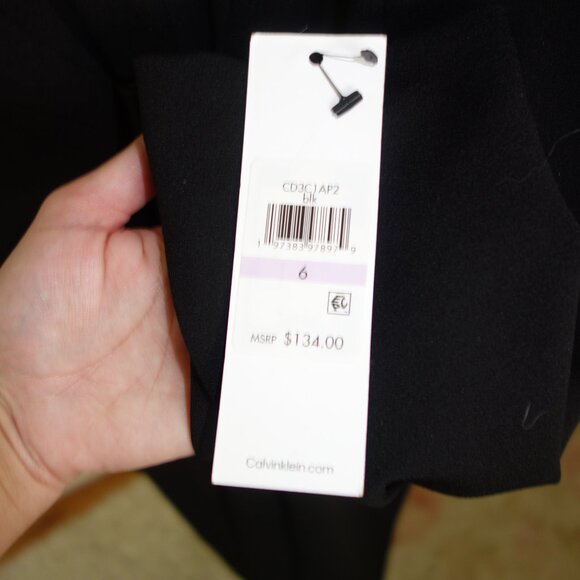 CD3C1AP2
blk
1 97383 97897 9
6
MSRP $134.00
Calvinklein.com